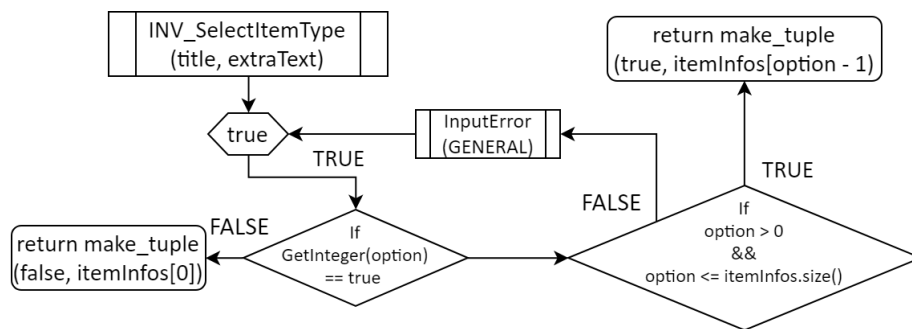 INV_SelectItemType
(title, extraText)
return make_tuple
(true, itemInfos[option - 1)
true
InputError
(GENERAL)
TRUE
TRUE
FALSE
FALSE
return make_tuple
(false, itemInfos[0])
If
GetInteger(option)
== true
If
option > 0
&&
option <= itemInfos.size()